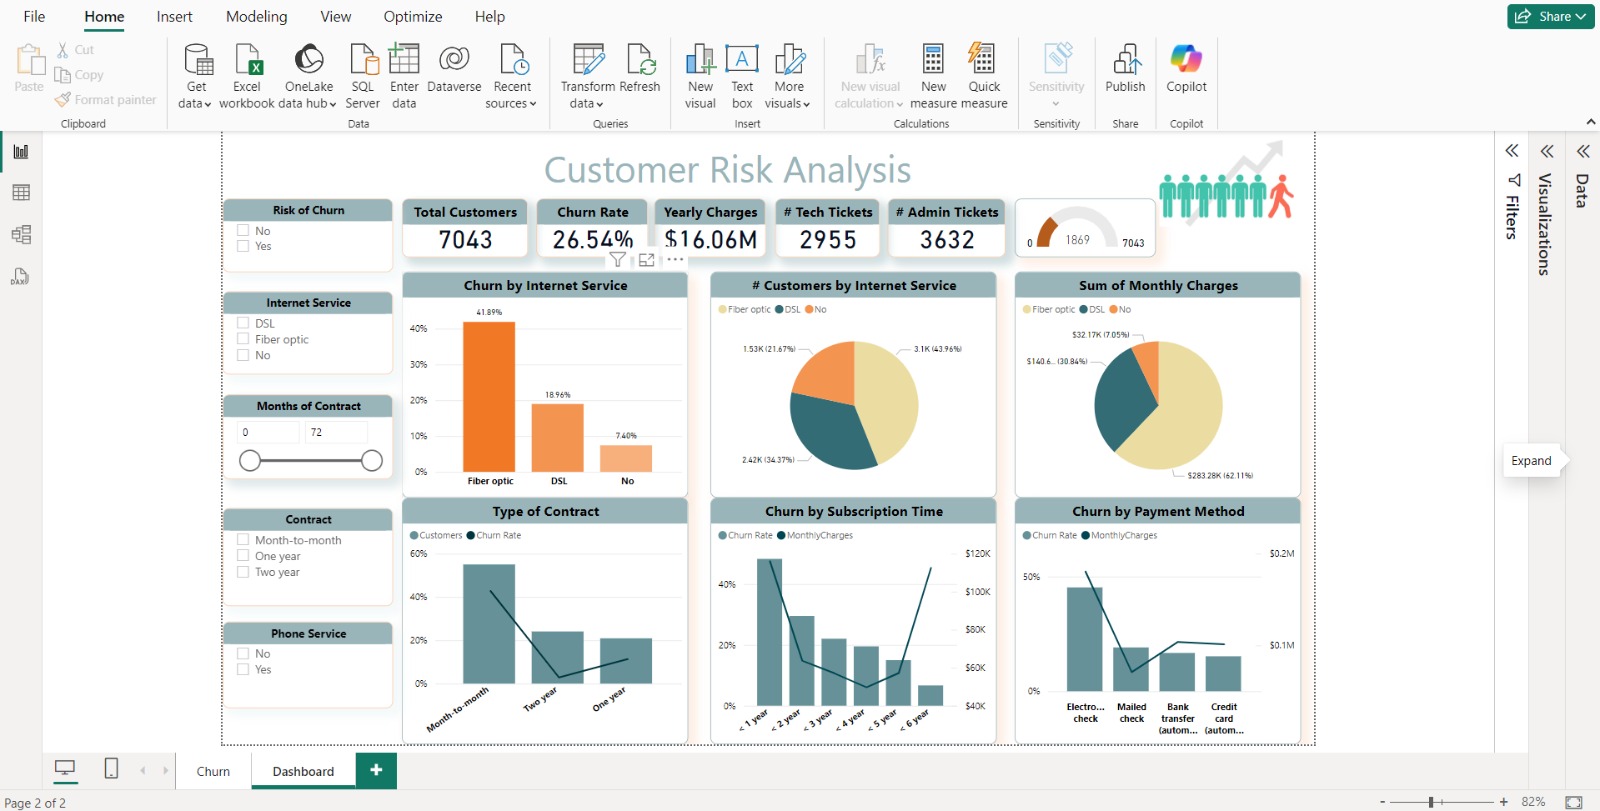 File Home Insert Modeling View Optimize Help Share
Cut
Copy
Format painter
Paste
Clipboard
Get data
Excel workbook
OneLake data hub
SQL Server
Enter data
Dataverse
Recent sources
Data
Transform data
Refresh
Queries
New visual
Text box
More visuals
Insert
New visual calculation
New measure
Quick measure
Calculations
Sensitivity
Sensitivity
Publish
Share
Copilot
Copilot
Customer Risk Analysis
Risk of Churn
No
Yes
Total Customers
7043
Churn Rate
26.54%
Yearly Charges
$16.06M
# Tech Tickets
2955
# Admin Tickets
3632
0 1869 7043
Internet Service
DSL
Fiber optic
No
Months of Contract
0 72
Contract
Month-to-month
One year
Two year
Phone Service
No
Yes
Churn by Internet Service
41.89%
18.96%
7.40%
40%
30%
20%
10%
0%
Fiber optic DSL No
# Customers by Internet Service
Fiber optic DSL No
1.53K (21.67%)
3.1K (43.96%)
2.42K (34.37%)
Sum of Monthly Charges
Fiber optic DSL No
$32.17K (7.05%)
$140.6... (30.84%)
$283.28K (62.11%)
Type of Contract
Customers Churn Rate
60%
40%
20%
0%
Month-to-month Two year One year
Churn by Subscription Time
Churn Rate MonthlyCharges
40%
20%
0%
$120K
$100K
$80K
$60K
$40K
< 1 year < 2 year < 3 year < 4 year < 5 year < 6 year
Churn by Payment Method
Churn Rate MonthlyCharges
50%
0%
$0.2M
$0.1M
Electro... check
Mailed check
Bank transfer (autom...
Credit card (autom...
Filters
Visualizations
Data
Expand
DAX
Churn Dashboard +
Page 2 of 2
- + 82%